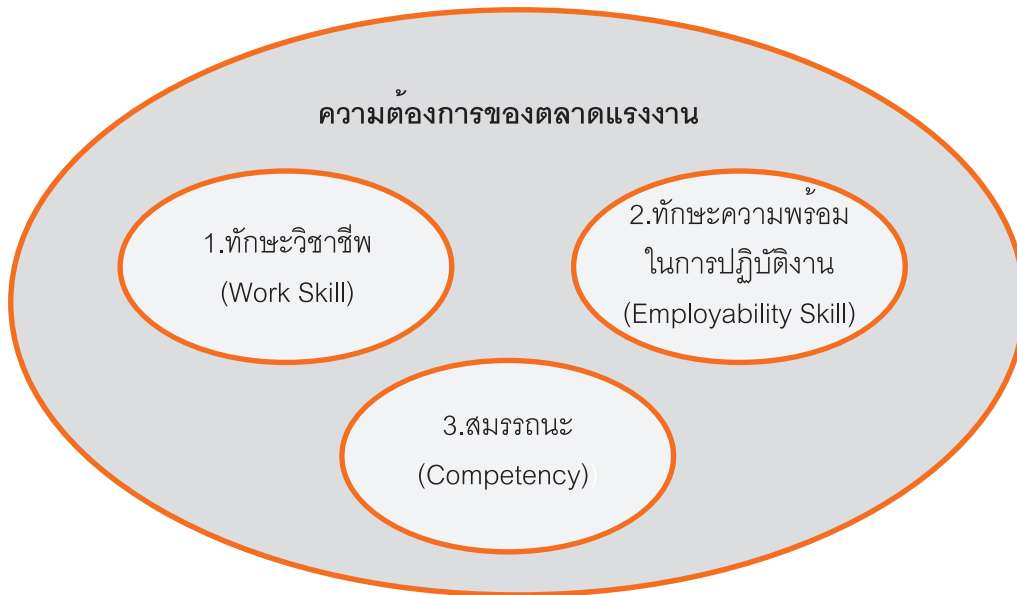 ความต้องการของตลาดแรงงาน
1.ทักษะวิชาชีพ
(Work Skill)
2.ทักษะความพร้อม
ในการปฏิบัติงาน
(Employability Skill)
3.สมรรถนะ
(Competency)